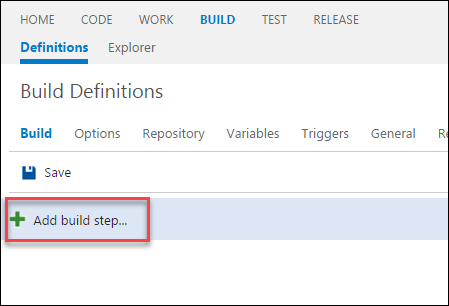 HOME CODE WORK BUILD TEST RELEASE
Definitions Explorer
Build Definitions
Build Options Repository Variables Triggers General
Save
Add build step...